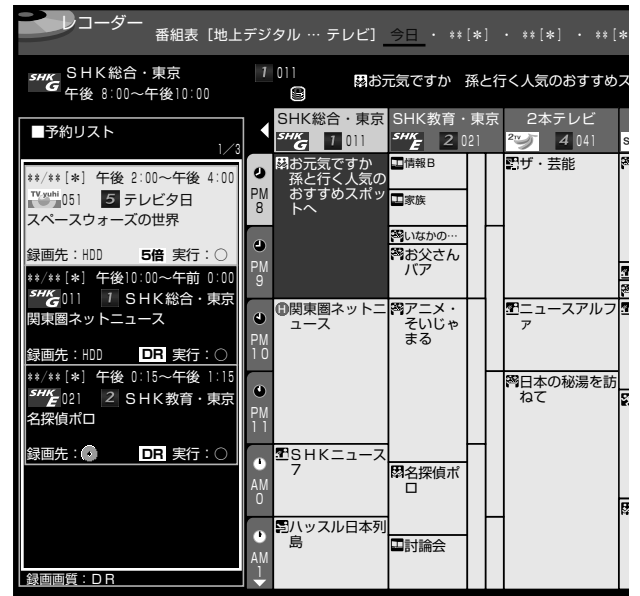 レコーダー
番組表［地上デジタル … テレビ］ 今日 ・ **[*] ・ **[*
SHK G SHK総合・東京
午後 8:00～午後10:00
1 011
お元気ですか 孫と行く人気のおすすめス
■予約リスト
1／3
**/**[*] 午後 2:00～午後 4:00
TV yuhi 051 5 テレビタ日
スペースウォーズの世界
録画先：HDD 5倍 実行：○
**/**[*] 午後10:00～午前 0:00
SHK G 011 1 SHK総合・東京
関東圏ネットニュース
録画先：HDD DR 実行：○
**/**[*] 午後 0:15～午後 1:15
SHK E 021 2 SHK教育・東京
名探偵ポロ
録画先： DR 実行：○
録画画質：DR
SHK総合・東京
SHK G 1 011
SHK教育・東京
SHK E 2 021
2本テレビ
2tv 4 041
PM
8
PM
9
PM
10
PM
11
AM
0
AM
1
お元気ですか
孫と行く人気の
おすすめスポッ
トへ
H関東圏ネットニ
ュース
SHKニュース
7
ハッスル日本列
島
情報B
家族
いなかの…
お父さん
バア
アニメ・
そいじゃ
まる
名探偵ポ
ロ
討論会
ザ・芸能
ニュースアルフ
ァ
日本の秘湯を訪
ねて